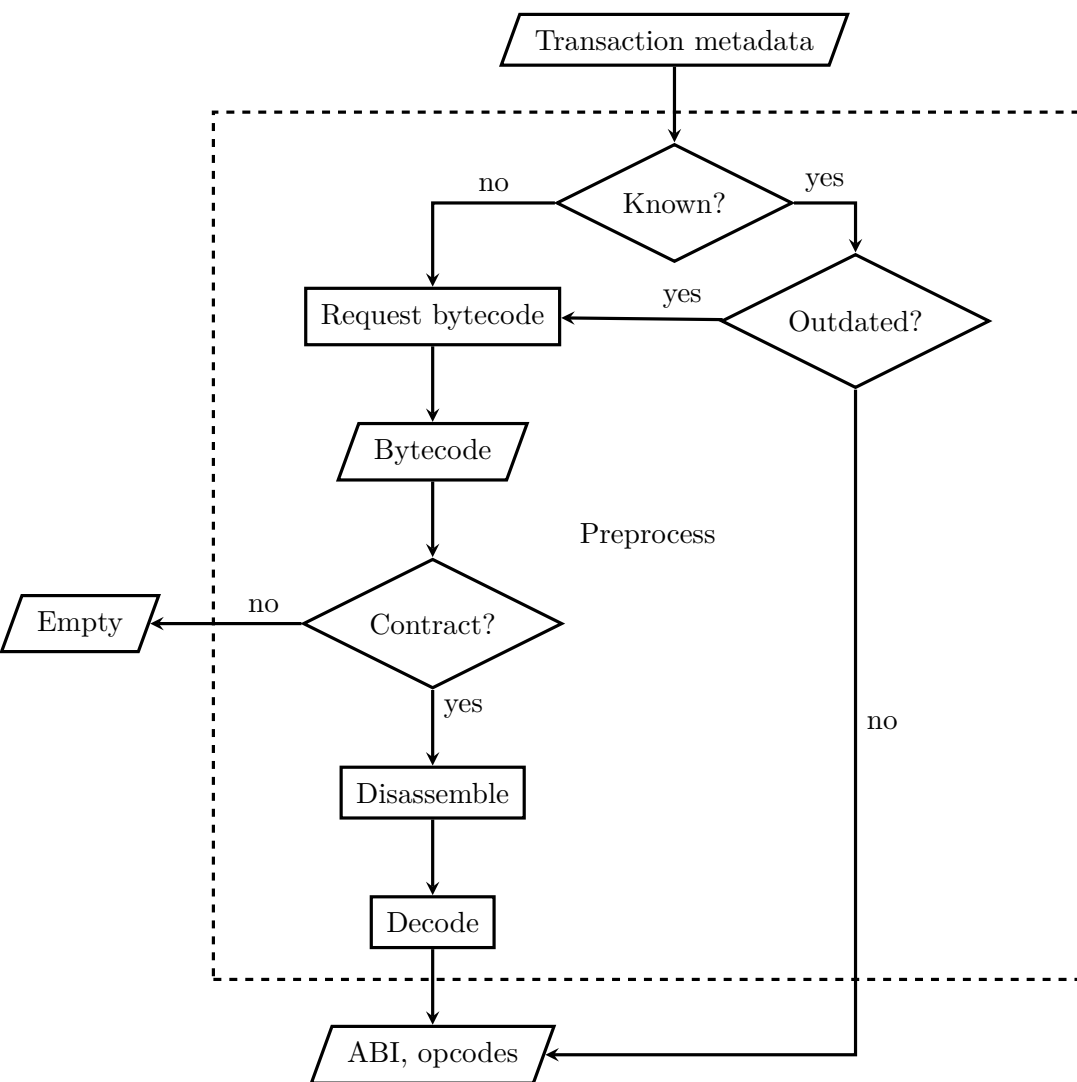 Transaction metadata
Known?
no
yes
Request bytecode
yes
Outdated?
Bytecode
Preprocess
Empty
no
Contract?
yes
no
Disassemble
Decode
ABI, opcodes